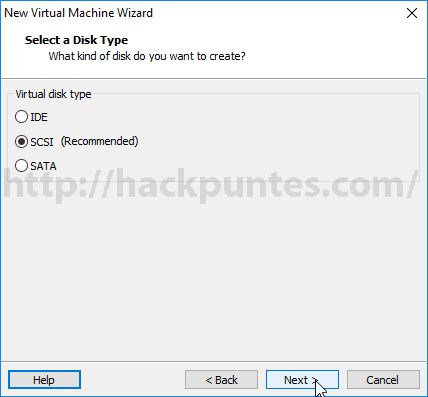 New Virtual Machine Wizard
Select a Disk Type
What kind of disk do you want to create?
Virtual disk type
IDE
SCSI (Recommended)
SATA
http://hackpuntes.com/
Help
< Back
Next >
Cancel